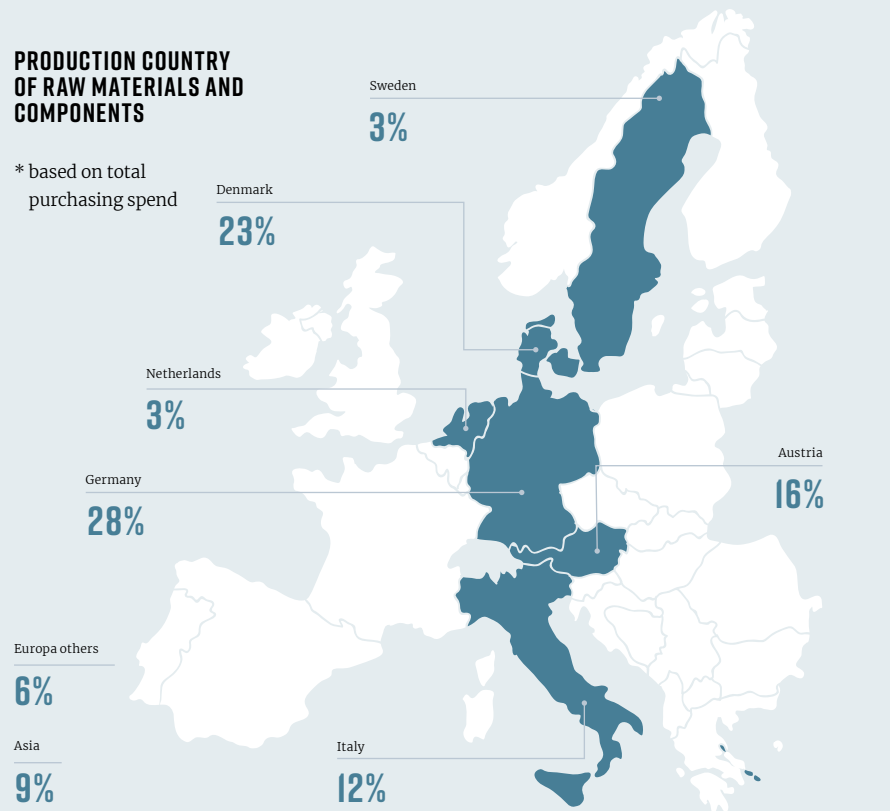 PRODUCTION COUNTRY
OF RAW MATERIALS AND
COMPONENTS
* based on total
purchasing spend
Sweden
3%
Denmark
23%
Netherlands
3%
Germany
28%
Austria
16%
Europa others
6%
Asia
9%
Italy
12%